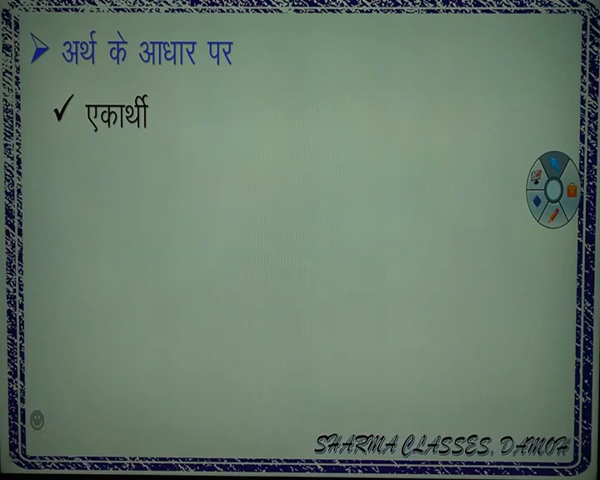 अर्थ के आधार पर
एकार्थी
SHARMA CLASSES, DAMOH